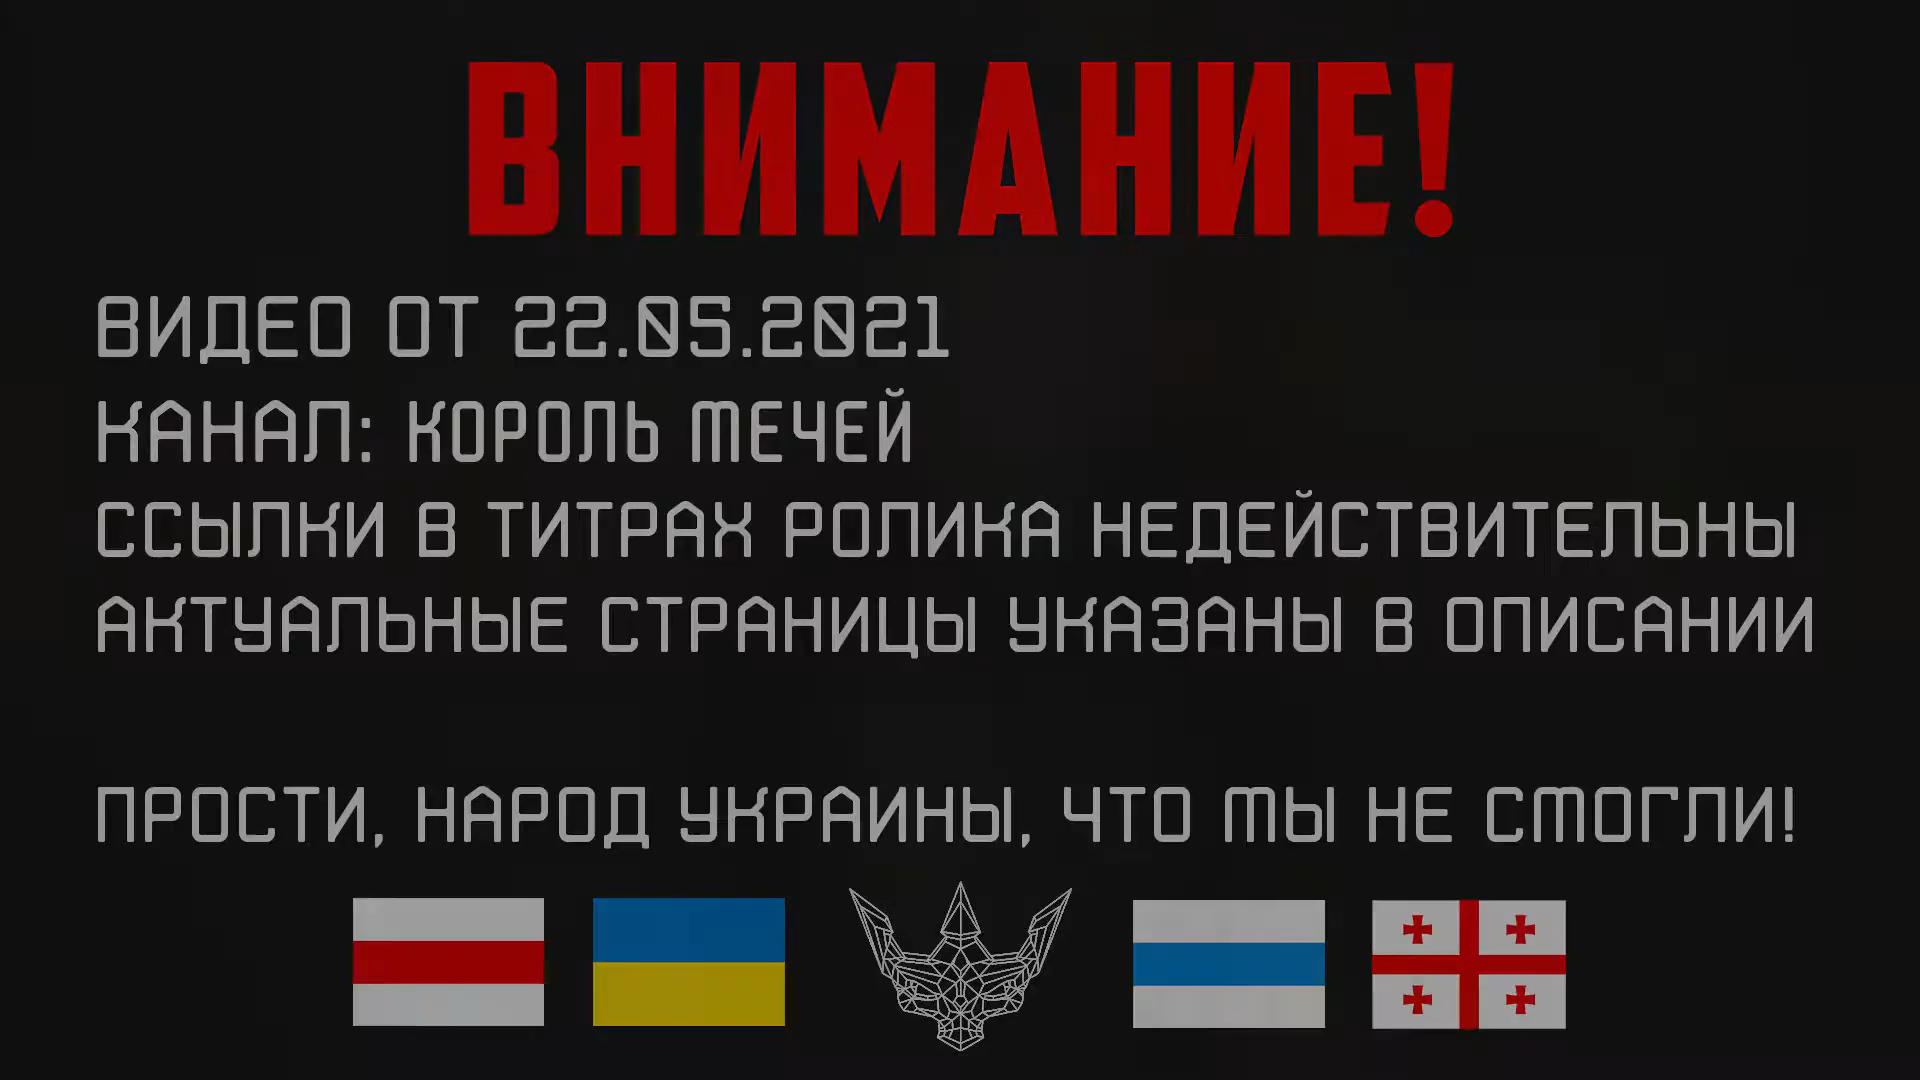 ВНИМАНИЕ!
ВИДЕО ОТ 22.05.2021
КАНАЛ: КОРОЛЬ МЕЧЕЙ
ССЫЛКИ В ТИТРАХ РОЛИКА НЕДЕЙСТВИТЕЛЬНЫ
АКТУАЛЬНЫЕ СТРАНИЦЫ УКАЗАНЫ В ОПИСАНИИ
ПРОСТИ, НАРОД УКРАИНЫ, ЧТО МЫ НЕ СМОГЛИ!